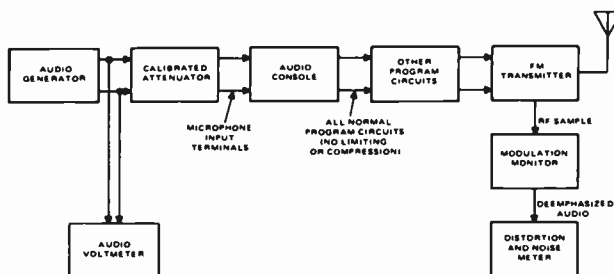 AUDIO
GENERATOR
CALIBRATED
ATTENUATOR
AUDIO
CONSOLE
OTHER
PROGRAM
CIRCUITS
FM
TRANSMITTER
MICROPHONE
INPUT
TERMINALS
ALL NORMAL
PROGRAM CIRCUITS
(NO LIMITING
OR COMPRESSION)
RF SAMPLE
MODULATION
MONITOR
DEEMPHASIZED
AUDIO
AUDIO
VOLTMETER
DISTORTION
AND NOISE
METER